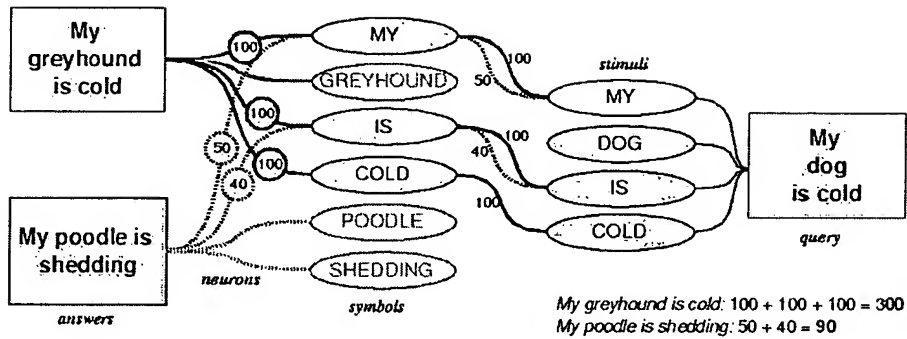 My
greyhound
is cold
My poodle is
shedding
answers
neurons
100
100
100
50
40
MY
GREYHOUND
IS
COLD
POODLE
SHEDDING
symbols
100
50
100
40
100
stimuli
MY
DOG
IS
COLD
My
dog
is cold
query
My greyhound is cold: 100 + 100 + 100 = 300
My poodle is shedding: 50 + 40 = 90